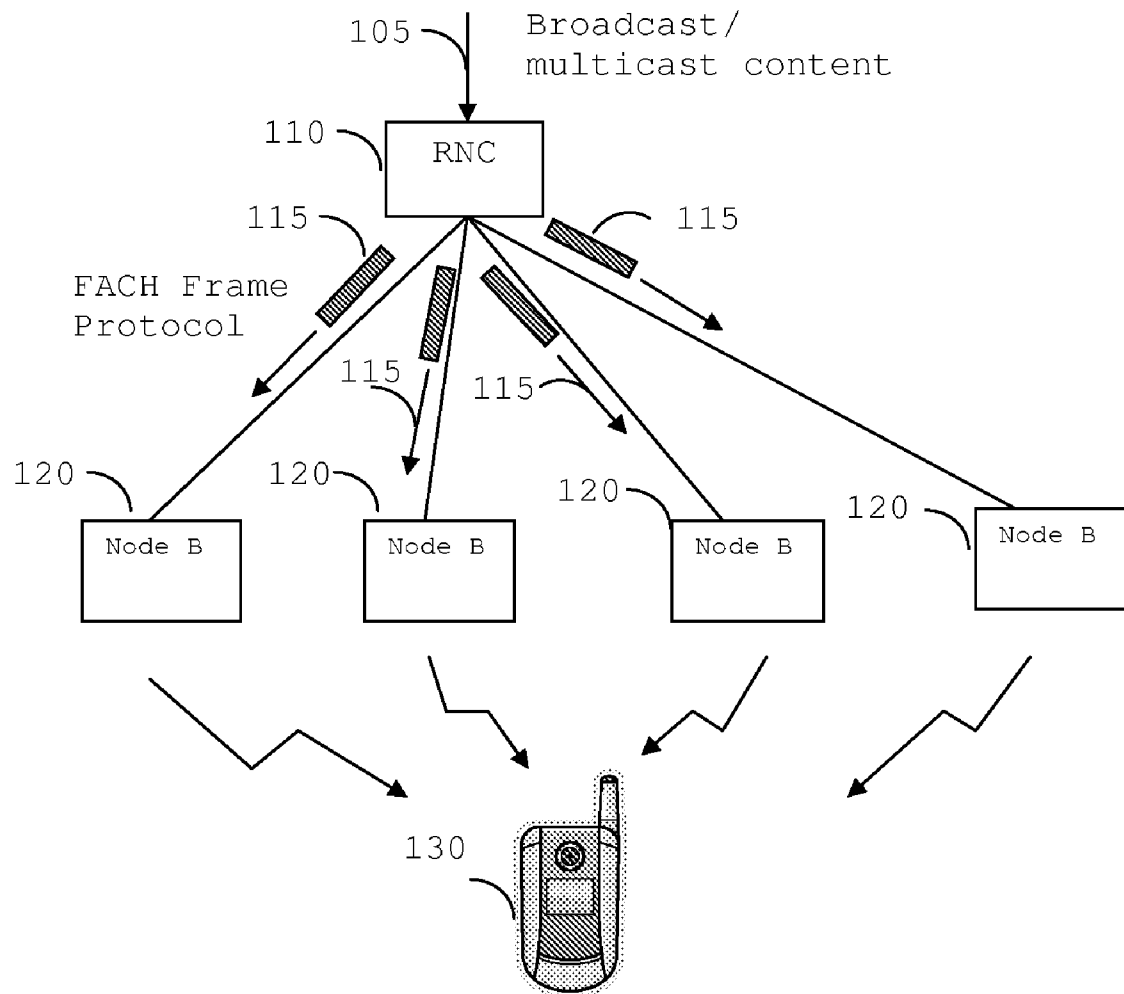 105
Broadcast/
multicast content
110
RNC
115
115
FACH Frame
Protocol
115
115
120
120
120
120
Node B
Node B
Node B
Node B
130